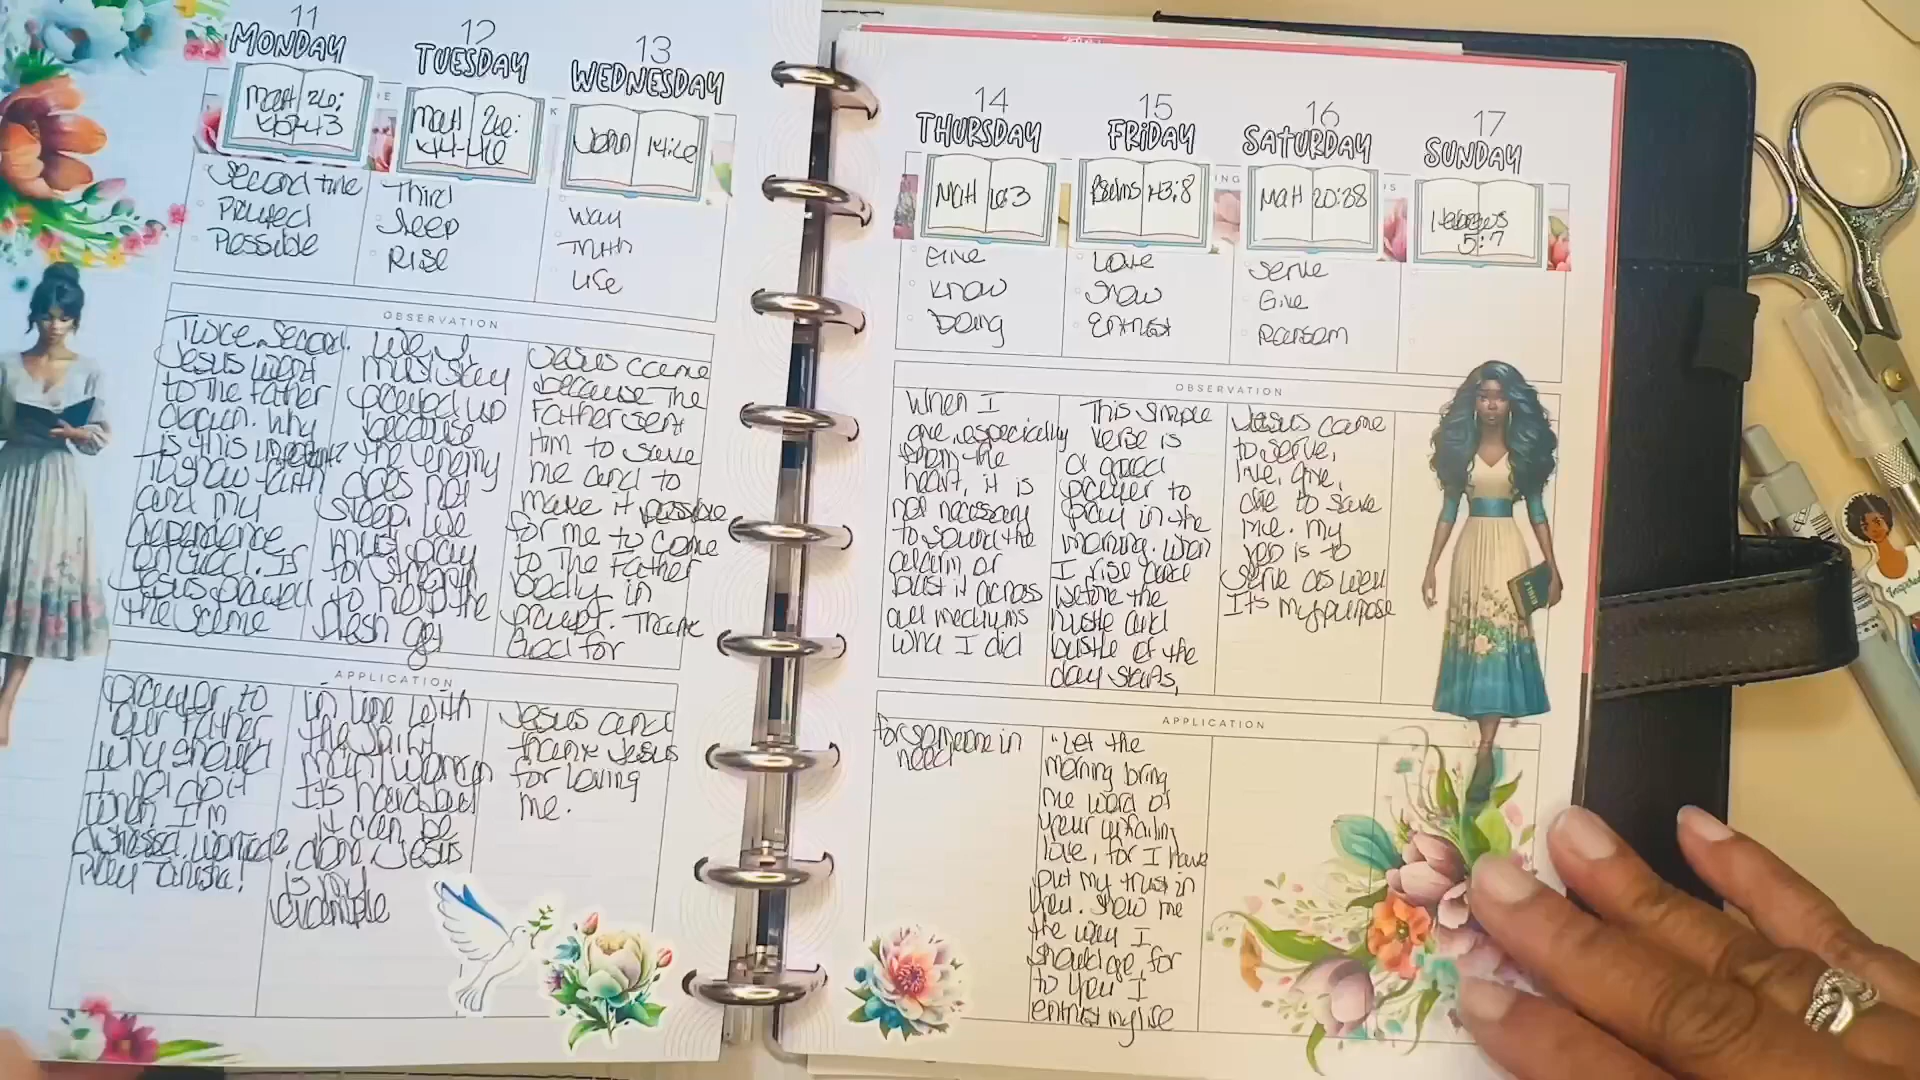 11
MONDAY
Matt 26:
42-43
Second time
Prayed
Possible
12
TUESDAY
Matt 26:
44-46
Third
Sleep
Rise
13
WEDNESDAY
John 14:6
Way
Truth
Life
OBSERVATION
Twice, Second.
Jesus went
to the Father
again. Why
is this important?
To show faith
and my
dependence
on God. Is
Jesus prayed
the same
must stay
prayed up
because
the enemy
does not
sleep. We
must pray
for strength
to help the
flesh get
Jesus came
because the
Father sent
Him to save
me and to
make it possible
for me to come
to the Father
badly in
prayer. Thank
God for
APPLICATION
prayer to
our Father
why should
I not do it
when I'm
distressed, worried?
Pray Tanisha!
in line with
the spirit
man/woman
It's hard but
it can be
done. Jesus
is my
example
Jesus and
thank Jesus
for loving
me.
14
THURSDAY
Matt 6:3
Give
Know
Doing
15
FRIDAY
Psalms 143:8
Love
Show
Entrust
16
SATURDAY
Matt 20:28
Serve
Give
Ransom
17
SUNDAY
Hebrews
5:7
OBSERVATION
When I
give, especially
from the
heart, it is
not necessary
to sound the
alarm or
blast it across
all mediums
what I did
This simple
verse is
a good
prayer to
pray in the
morning. When
I rise and
before the
hustle and
bustle of the
day starts,
Jesus came
to serve,
live, give,
die to save
me. My
job is to
serve as well
It's my purpose
APPLICATION
for someone in
need
"Let the
morning bring
me word of
your unfailing
love, for I have
put my trust in
you. Show me
the way I
should go, for
to you I
entrust my life